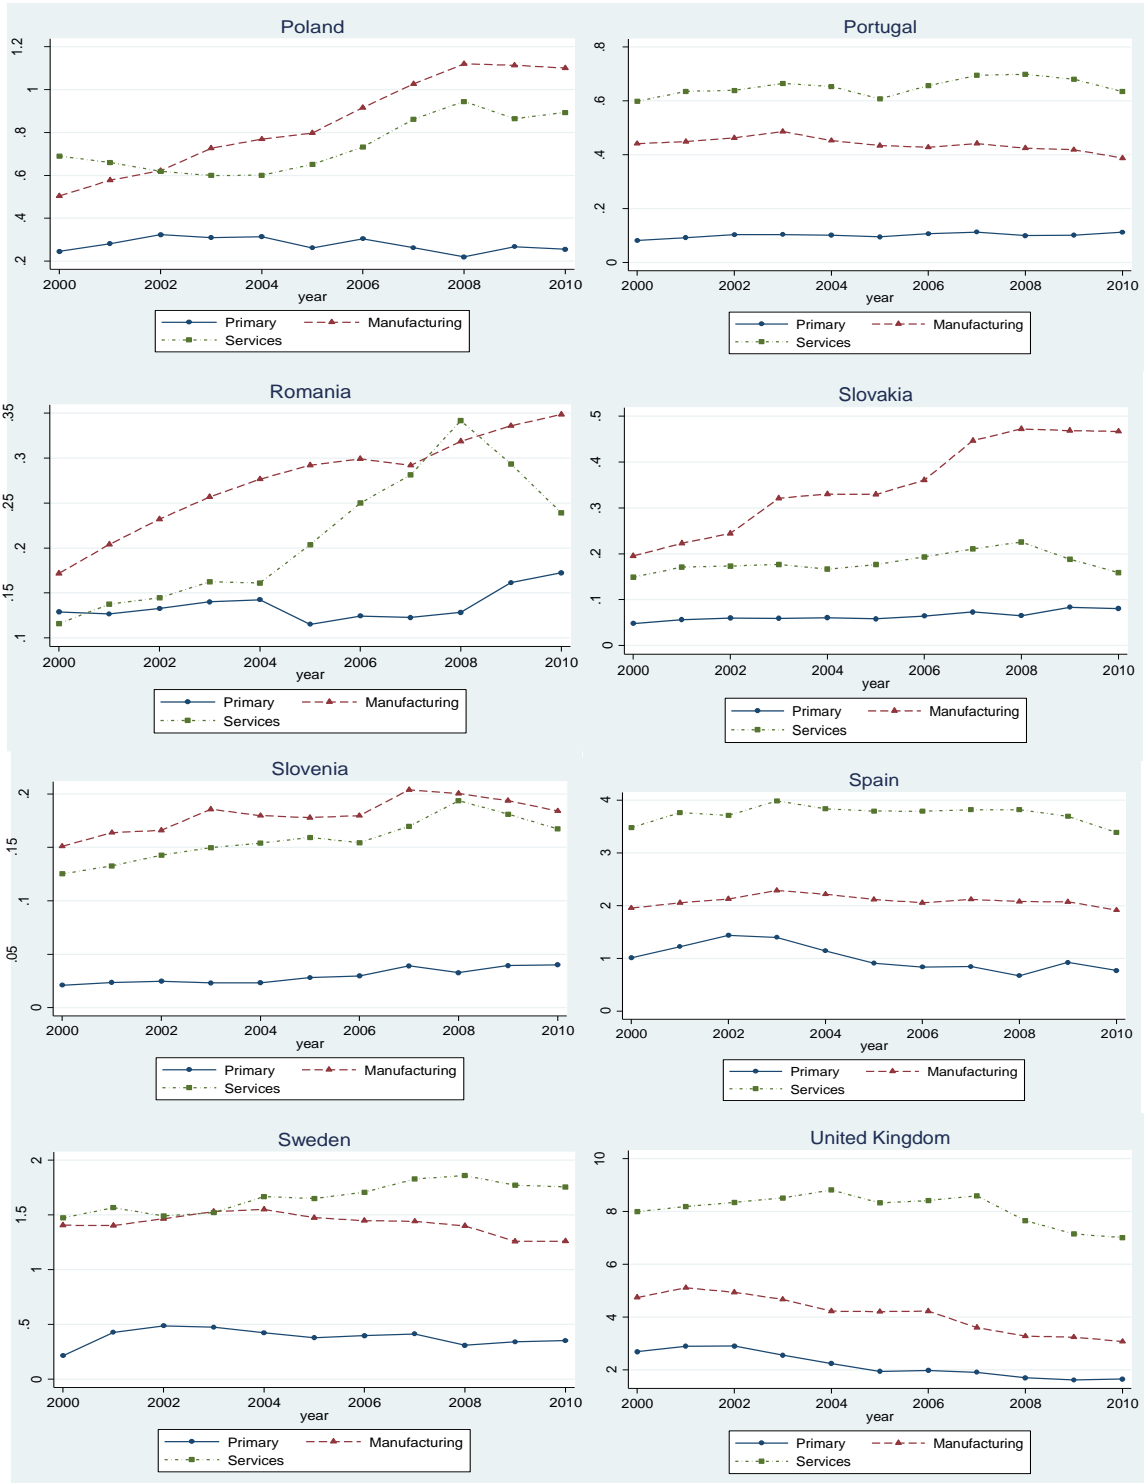 Poland
1.2
1
.8
.6
.4
.2
2000 2002 2004 2006 2008 2010
year
Primary Manufacturing
Services
Portugal
.8
.6
.4
.2
0
2000 2002 2004 2006 2008 2010
year
Primary Manufacturing
Services
Romania
.35
.3
.25
.2
.15
.1
2000 2002 2004 2006 2008 2010
year
Primary Manufacturing
Services
Slovakia
.5
.4
.3
.2
.1
0
2000 2002 2004 2006 2008 2010
year
Primary Manufacturing
Services
Slovenia
.2
.15
.1
.05
0
2000 2002 2004 2006 2008 2010
year
Primary Manufacturing
Services
Spain
4
3
2
1
0
2000 2002 2004 2006 2008 2010
year
Primary Manufacturing
Services
Sweden
2
1.5
1
.5
0
2000 2002 2004 2006 2008 2010
year
Primary Manufacturing
Services
United Kingdom
10
8
6
4
2
2000 2002 2004 2006 2008 2010
year
Primary Manufacturing
Services